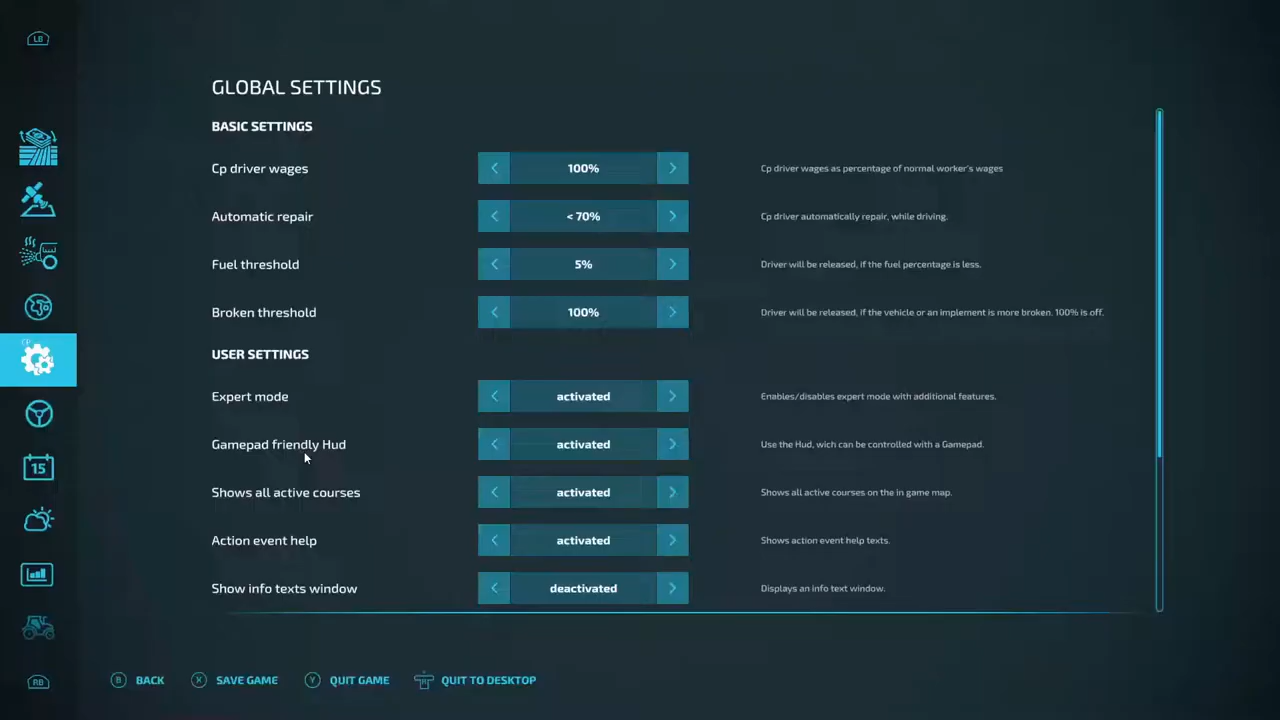 LB
GLOBAL SETTINGS
BASIC SETTINGS
Cp driver wages 100% Cp driver wages as percentage of normal worker's wages
Automatic repair < 70% Cp driver automatically repair, while driving.
Fuel threshold 5% Driver will be released, if the fuel percentage is less.
Broken threshold 100% Driver will be released, if the vehicle or an implement is more broken. 100% is off.
USER SETTINGS
CP
Expert mode activated Enables/disables expert mode with additional features.
Gamepad friendly Hud activated Use the Hud, wich can be controlled with a Gamepad.
15
Shows all active courses activated Shows all active courses on the in game map.
Action event help activated Shows action event help texts.
Show info texts window deactivated Displays an info text window.
RB
B BACK X SAVE GAME Y QUIT GAME QUIT TO DESKTOP